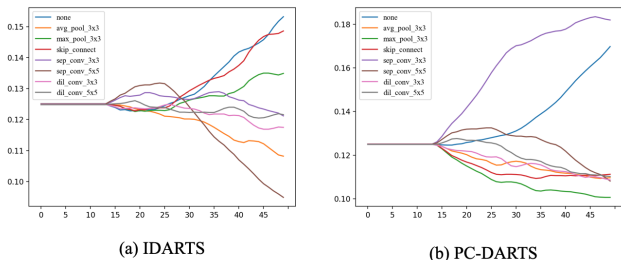 none
avg_pool_3x3
max_pool_3x3
skip_connect
sep_conv_3x3
sep_conv_5x5
dil_conv_3x3
dil_conv_5x5
0.15
0.14
0.13
0.12
0.11
0.10
0 5 10 15 20 25 30 35 40 45
(a) IDARTS
none
avg_pool_3x3
max_pool_3x3
skip_connect
sep_conv_3x3
sep_conv_5x5
dil_conv_3x3
dil_conv_5x5
0.18
0.16
0.14
0.12
0.10
0 5 10 15 20 25 30 35 40 45
(b) PC-DARTS